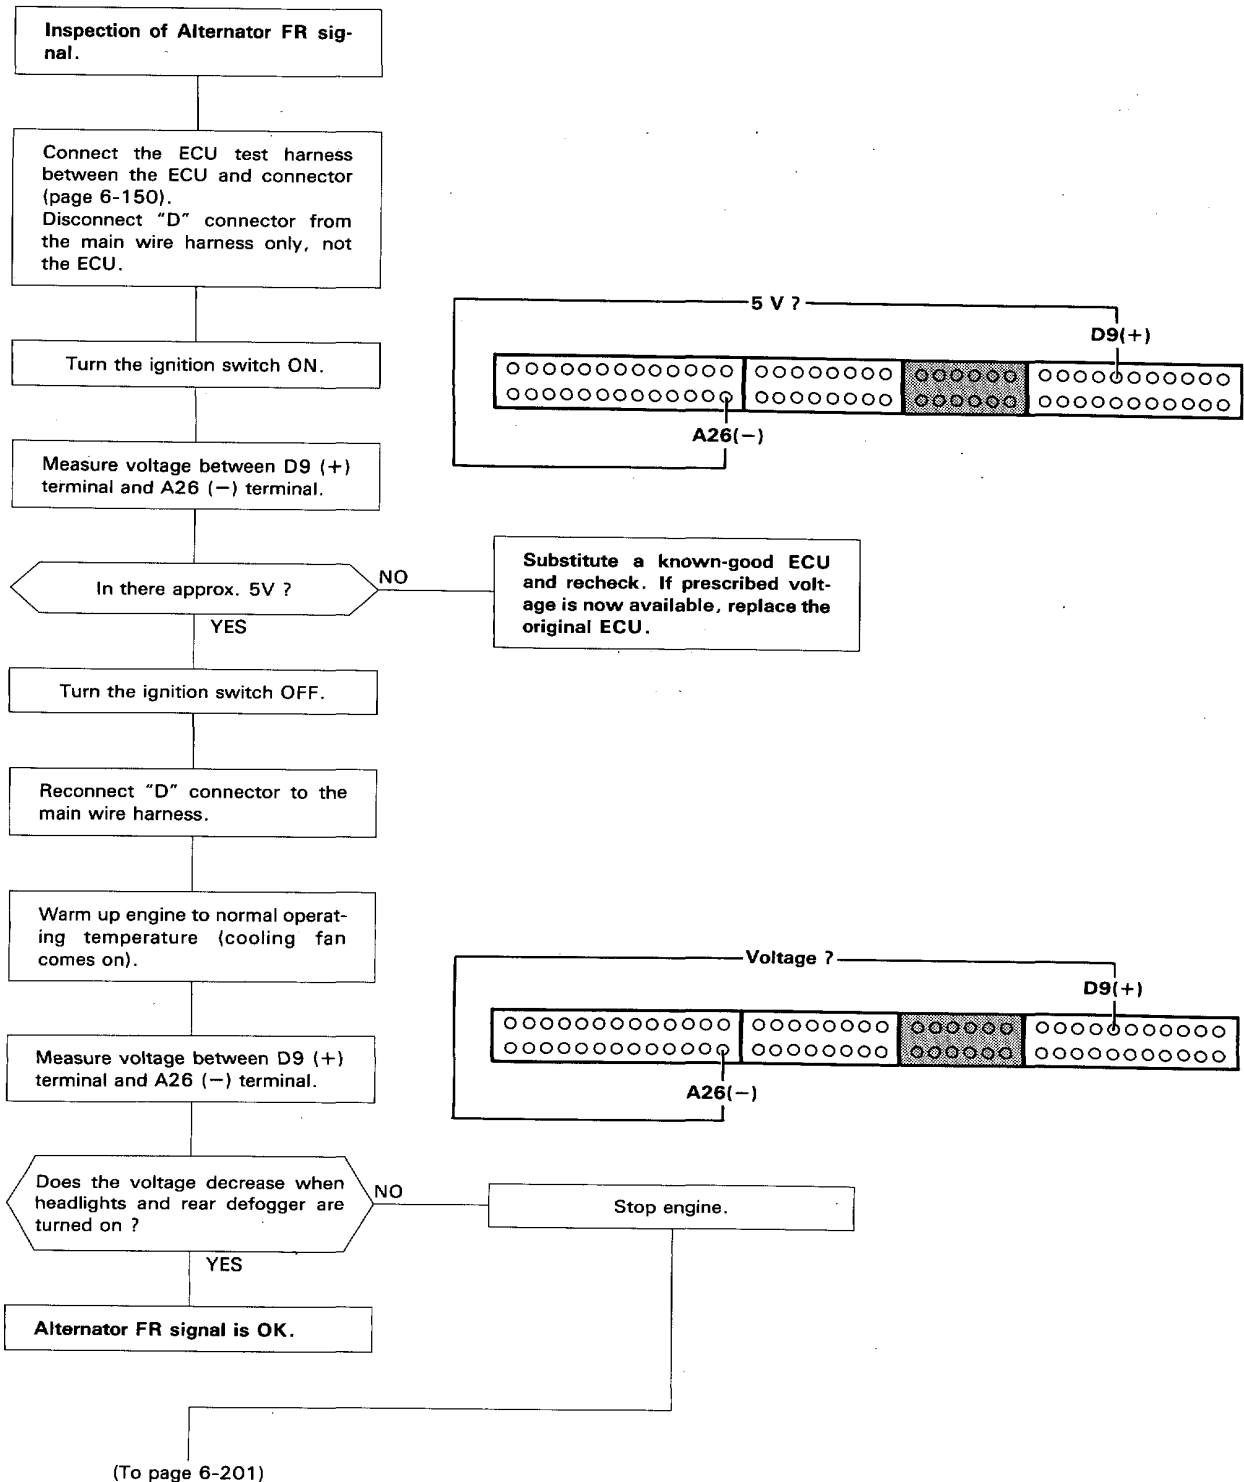 Inspection of Alternator FR sig-
nal.
Connect the ECU test harness
between the ECU and connector
(page 6-150).
Disconnect "D" connector from
the main wire harness only, not
the ECU.
Turn the ignition switch ON.
Measure voltage between D9 (+)
terminal and A26 (−) terminal.
5 V ?
D9(+)
A26(−)
In there approx. 5V ?
NO
YES
Substitute a known-good ECU
and recheck. If prescribed volt-
age is now available, replace the
original ECU.
Turn the ignition switch OFF.
Reconnect "D" connector to the
main wire harness.
Warm up engine to normal operat-
ing temperature (cooling fan
comes on).
Measure voltage between D9 (+)
terminal and A26 (−) terminal.
Voltage ?
D9(+)
A26(−)
Does the voltage decrease when
headlights and rear defogger are
turned on ?
NO
YES
Stop engine.
Alternator FR signal is OK.
(To page 6-201)